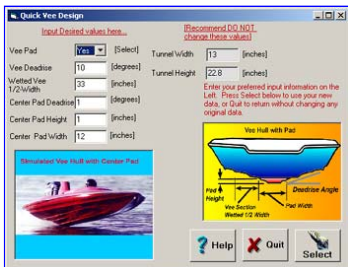 Quick Vee Design
Input Desired values here...
[Recommend DO NOT
change these values]
Vee Pad
Yes
[Select]
Tunnel Width
13
[inches]
Vee Deadrise
10
[degrees]
Tunnel Height
22.8
[inches]
Wetted Vee
1/2-Width
33
[inches]
Center Pad Deadrise
1
[degrees]
Center Pad Height
1
[inches]
Center Pad Width
12
[inches]
Enter your preferred input information on the
Left. Press Select below to use your new
data, or Quit to return without changing any
original data.
Simulated Vee Hull with Center Pad
Vee Hull with Pad
Pad
Height
Deadrise Angle
Vee Section
Wetted 1/2 Width
Pad Width
Help
Quit
Select